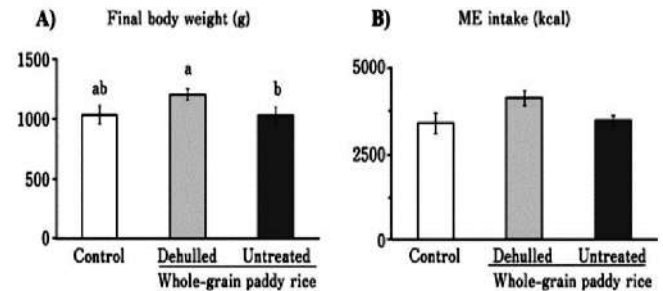 A) Final body weight (g)
1500
1000
500
0
ab
a
b
Control Dehulled Untreated
Whole-grain paddy rice
B) ME intake (kcal)
5000
2500
0
Control Dehulled Untreated
Whole-grain paddy rice